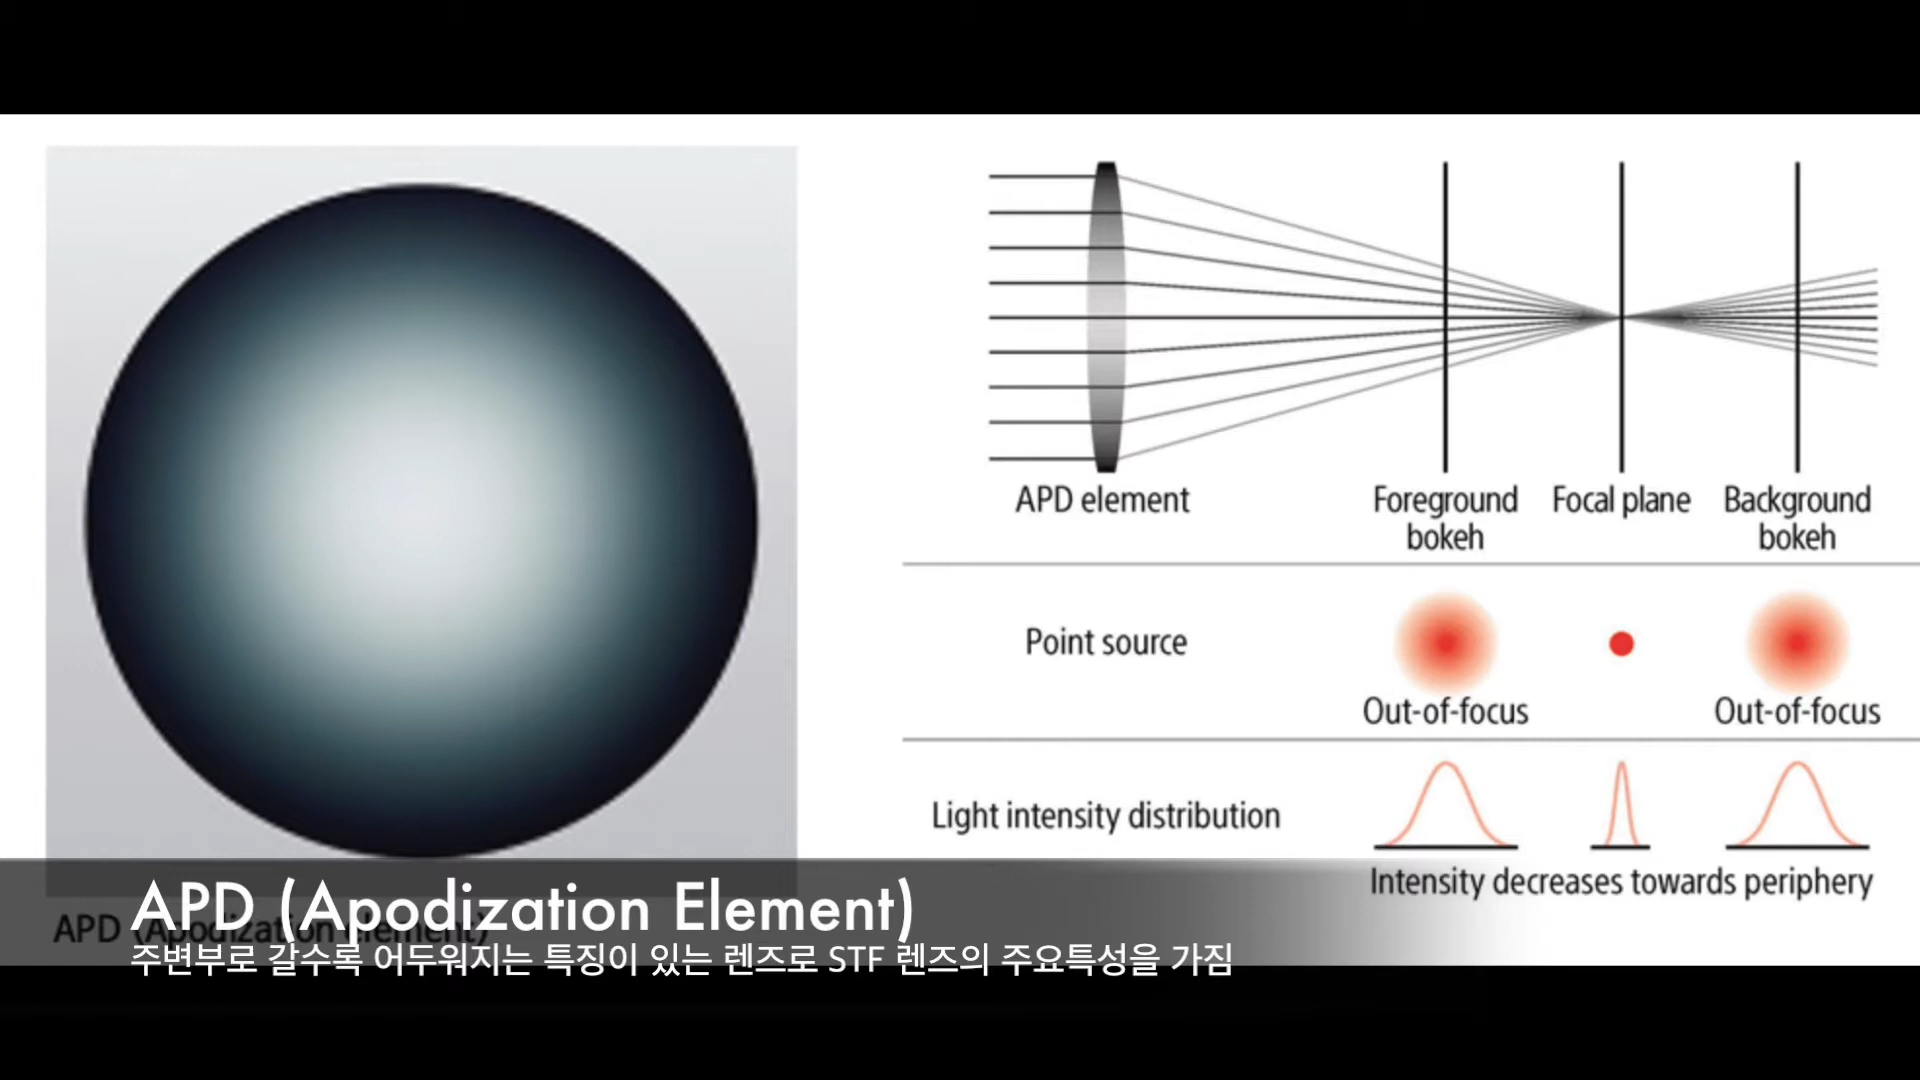 APD element
Foreground
bokeh
Focal plane
Background
bokeh
Point source
Out-of-focus
Out-of-focus
Light intensity distribution
Intensity decreases towards periphery
APD (Apodization element)
APD (Apodization Element)
주변부로 갈수록 어두워지는 특징이 있는 렌즈로 STF 렌즈의 주요특성을 가짐